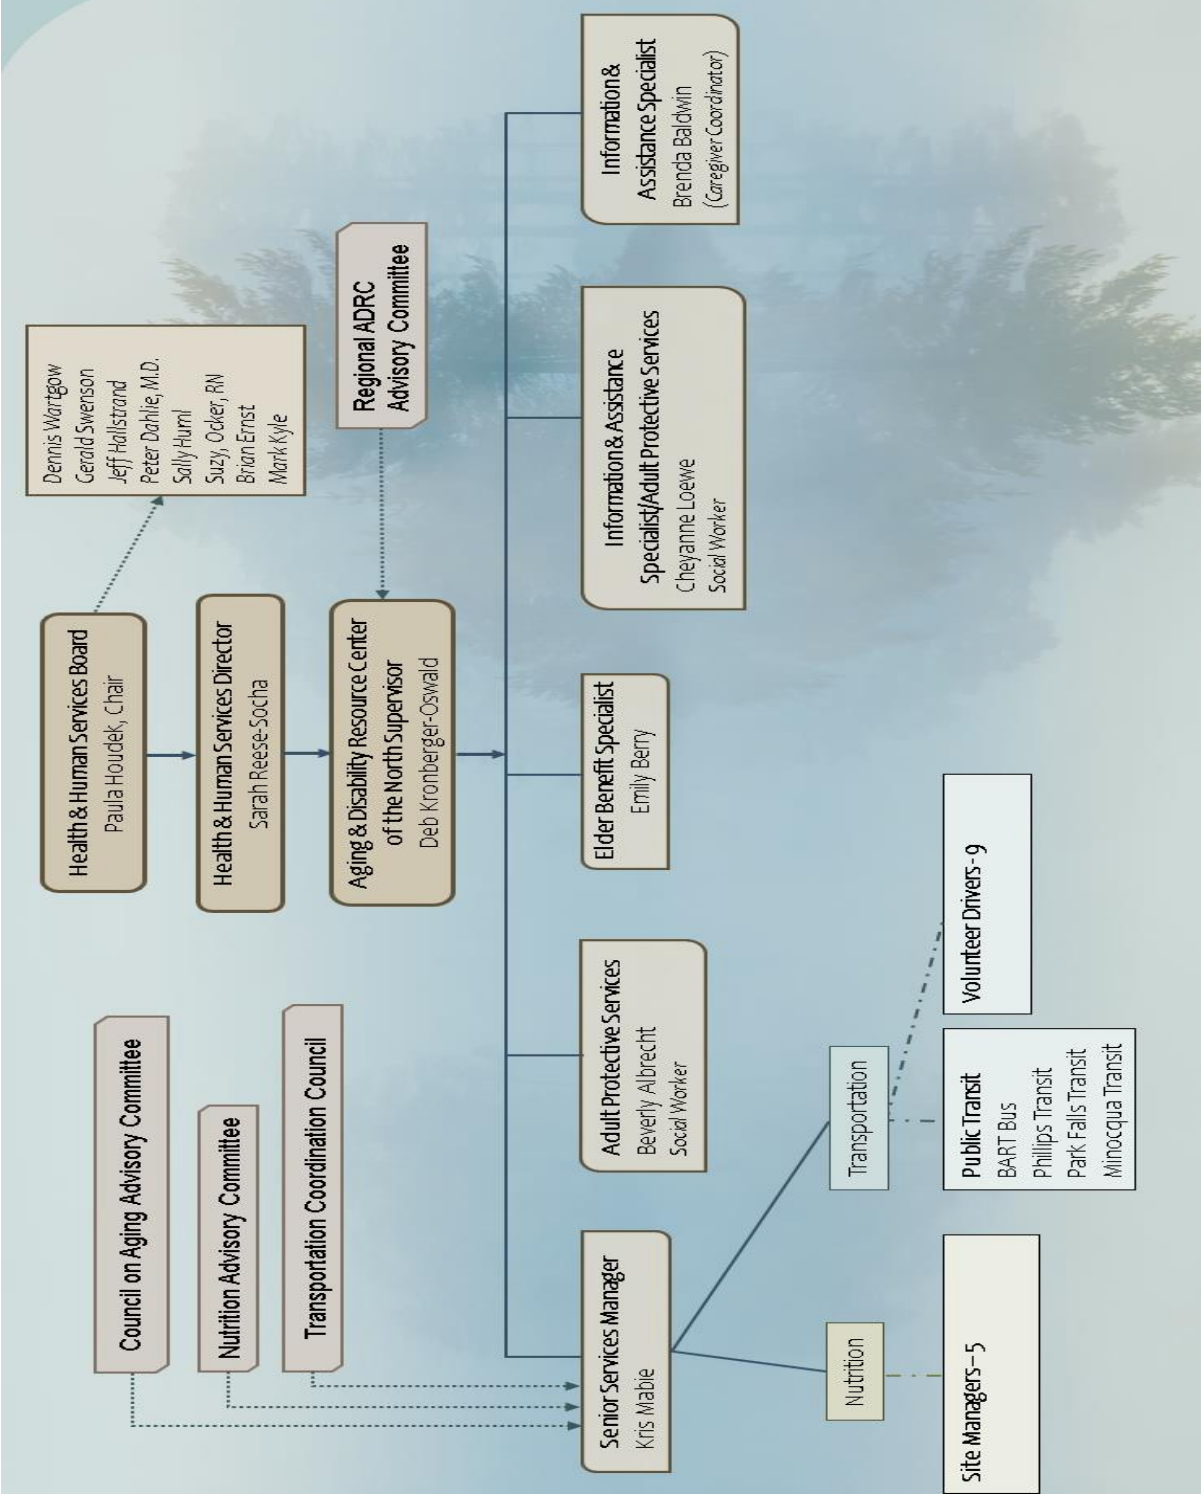 Health & Human Services Board
Paula Houdek, Chair
Dennis Wartgow
Gerald Swenson
Jeff Hallstrand
Peter Dahlie, M.D.
Sally Huml
Suzy, Ocker, RN
Brian Ernst
Mark Kyle
Council on Aging Advisory Committee
Nutrition Advisory Committee
Transportation Coordination Council
Health & Human Services Director
Sarah Reese-Socha
Aging & Disability Resource Center
of the North Supervisor
Deb Kronberger-Oswald
Regional ADRC
Advisory Committee
Senior Services Manager
Kris Mabie
Adult Protective Services
Beverly Albrecht
Social Worker
Elder Benefit Specialist
Emily Berry
Information & Assistance
Specialist/Adult Protective Services
Cheyanne Loewe
Social Worker
Information &
Assistance Specialist
Brenda Baldwin
(Caregiver Coordinator)
Nutrition
Transportation
Site Managers– 5
Public Transit
BART Bus
Phillips Transit
Park Falls Transit
Minocqua Transit
Volunteer Drivers- 9